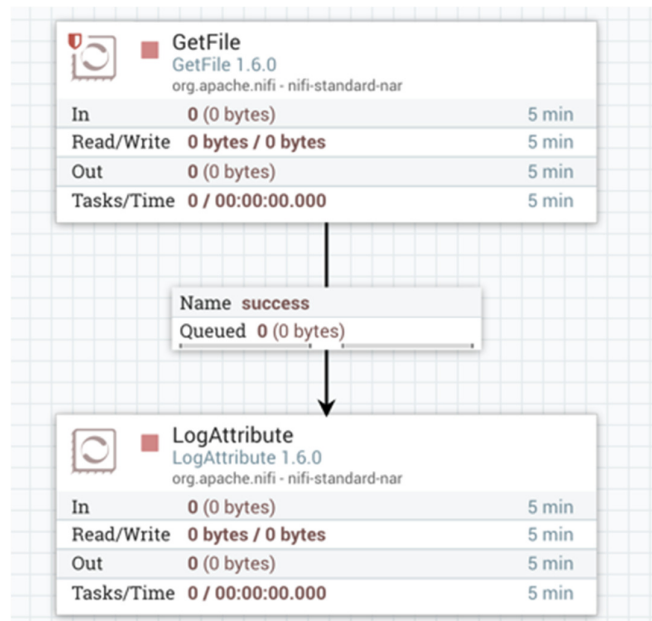 GetFile
GetFile 1.6.0
org.apache.nifi - nifi-standard-nar
In 0 (0 bytes) 5 min
Read/Write 0 bytes / 0 bytes 5 min
Out 0 (0 bytes) 5 min
Tasks/Time 0 / 00:00:00.000 5 min
Name success
Queued 0 (0 bytes)
LogAttribute
LogAttribute 1.6.0
org.apache.nifi - nifi-standard-nar
In 0 (0 bytes) 5 min
Read/Write 0 bytes / 0 bytes 5 min
Out 0 (0 bytes) 5 min
Tasks/Time 0 / 00:00:00.000 5 min